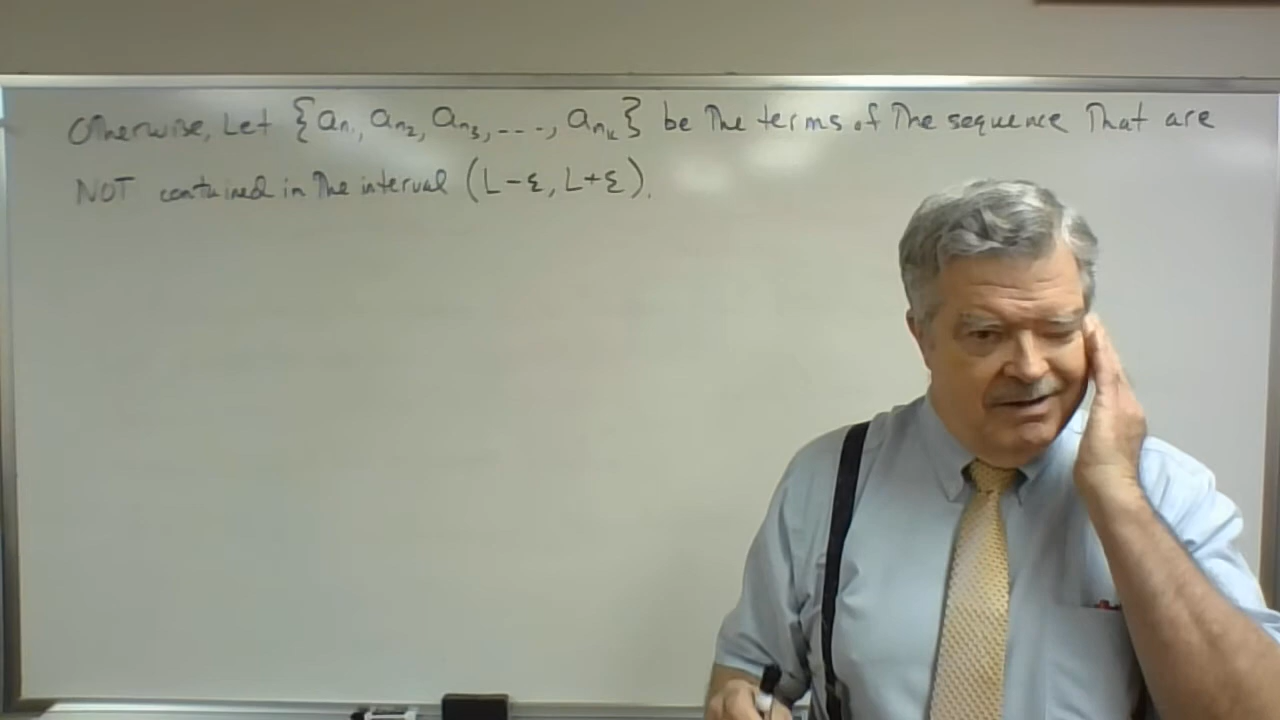 Otherwise, Let {an₁, an₂, an₃, ---, anₖ} be The terms of The sequence That are
NOT contained in The interval (L-ε, L+ε).